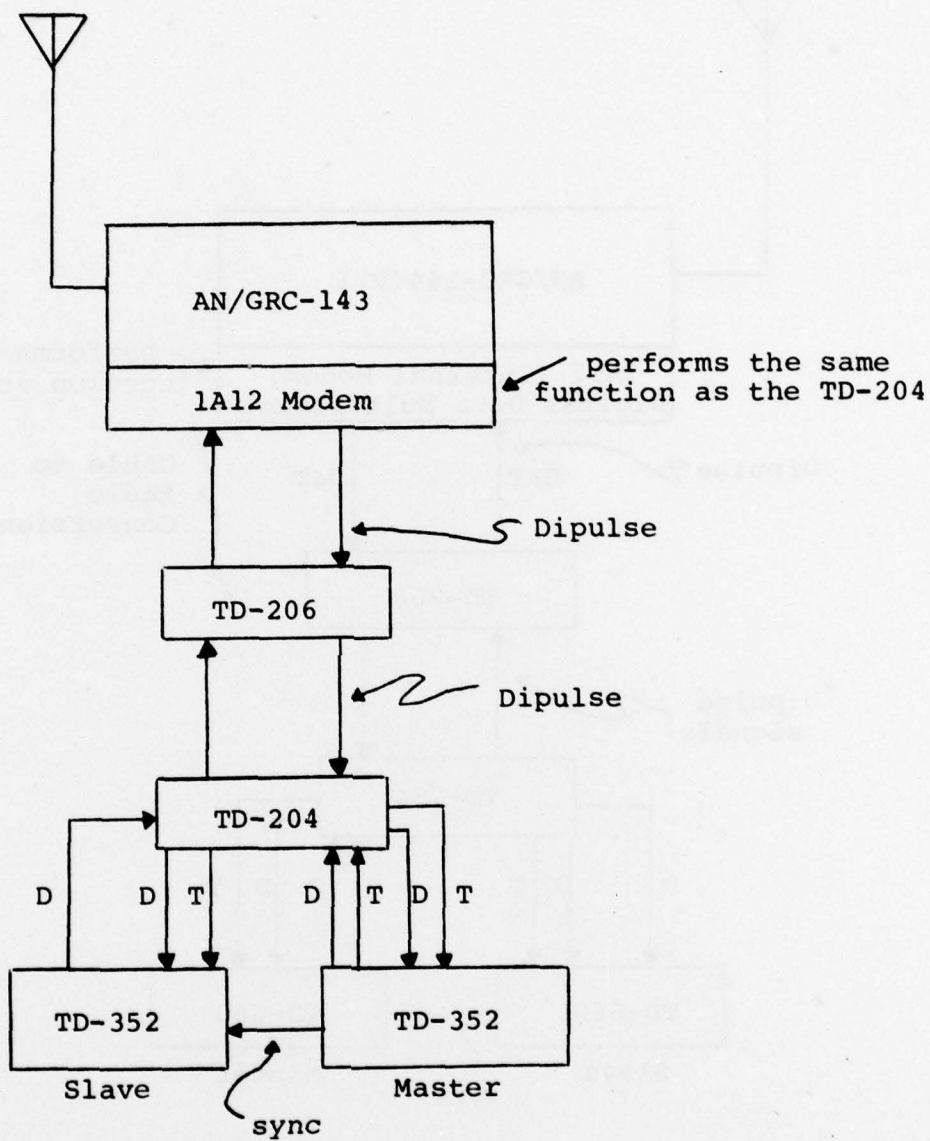 AN/GRC-143
1A12 Modem
performs the same
function as the TD-204
Dipulse
TD-206
Dipulse
TD-204
D D T D T D T
TD-352 TD-352
Slave Master
sync